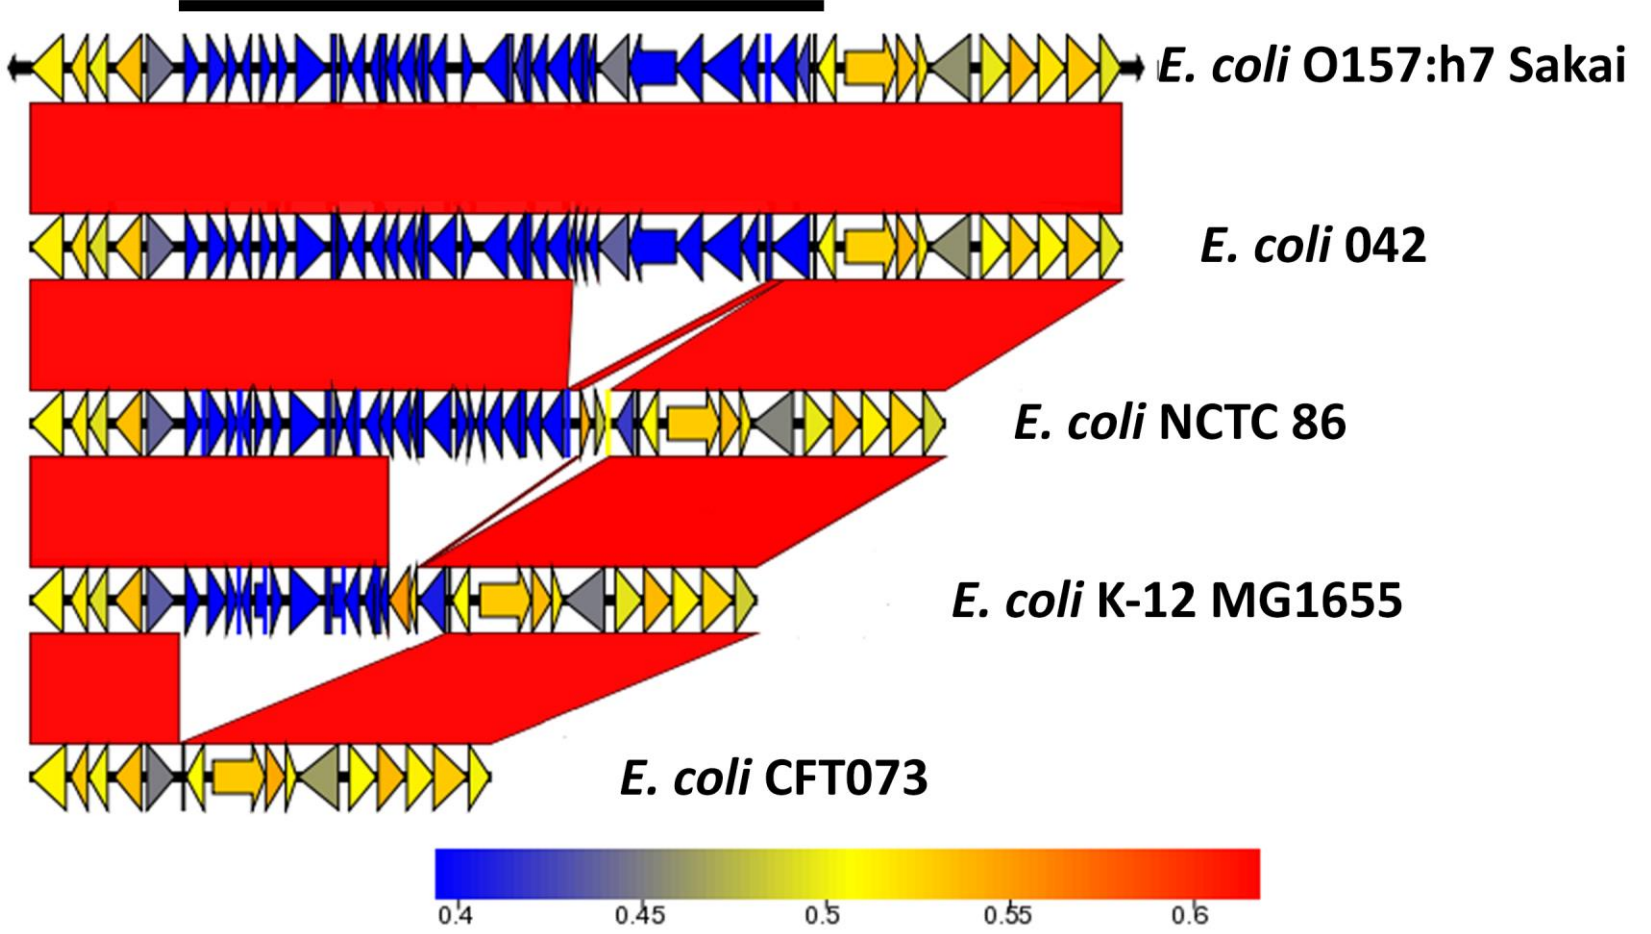 E. coli O157:h7 Sakai
E. coli 042
E. coli NCTC 86
E. coli K-12 MG1655
E. coli CFT073
0.4 0.45 0.5 0.55 0.6